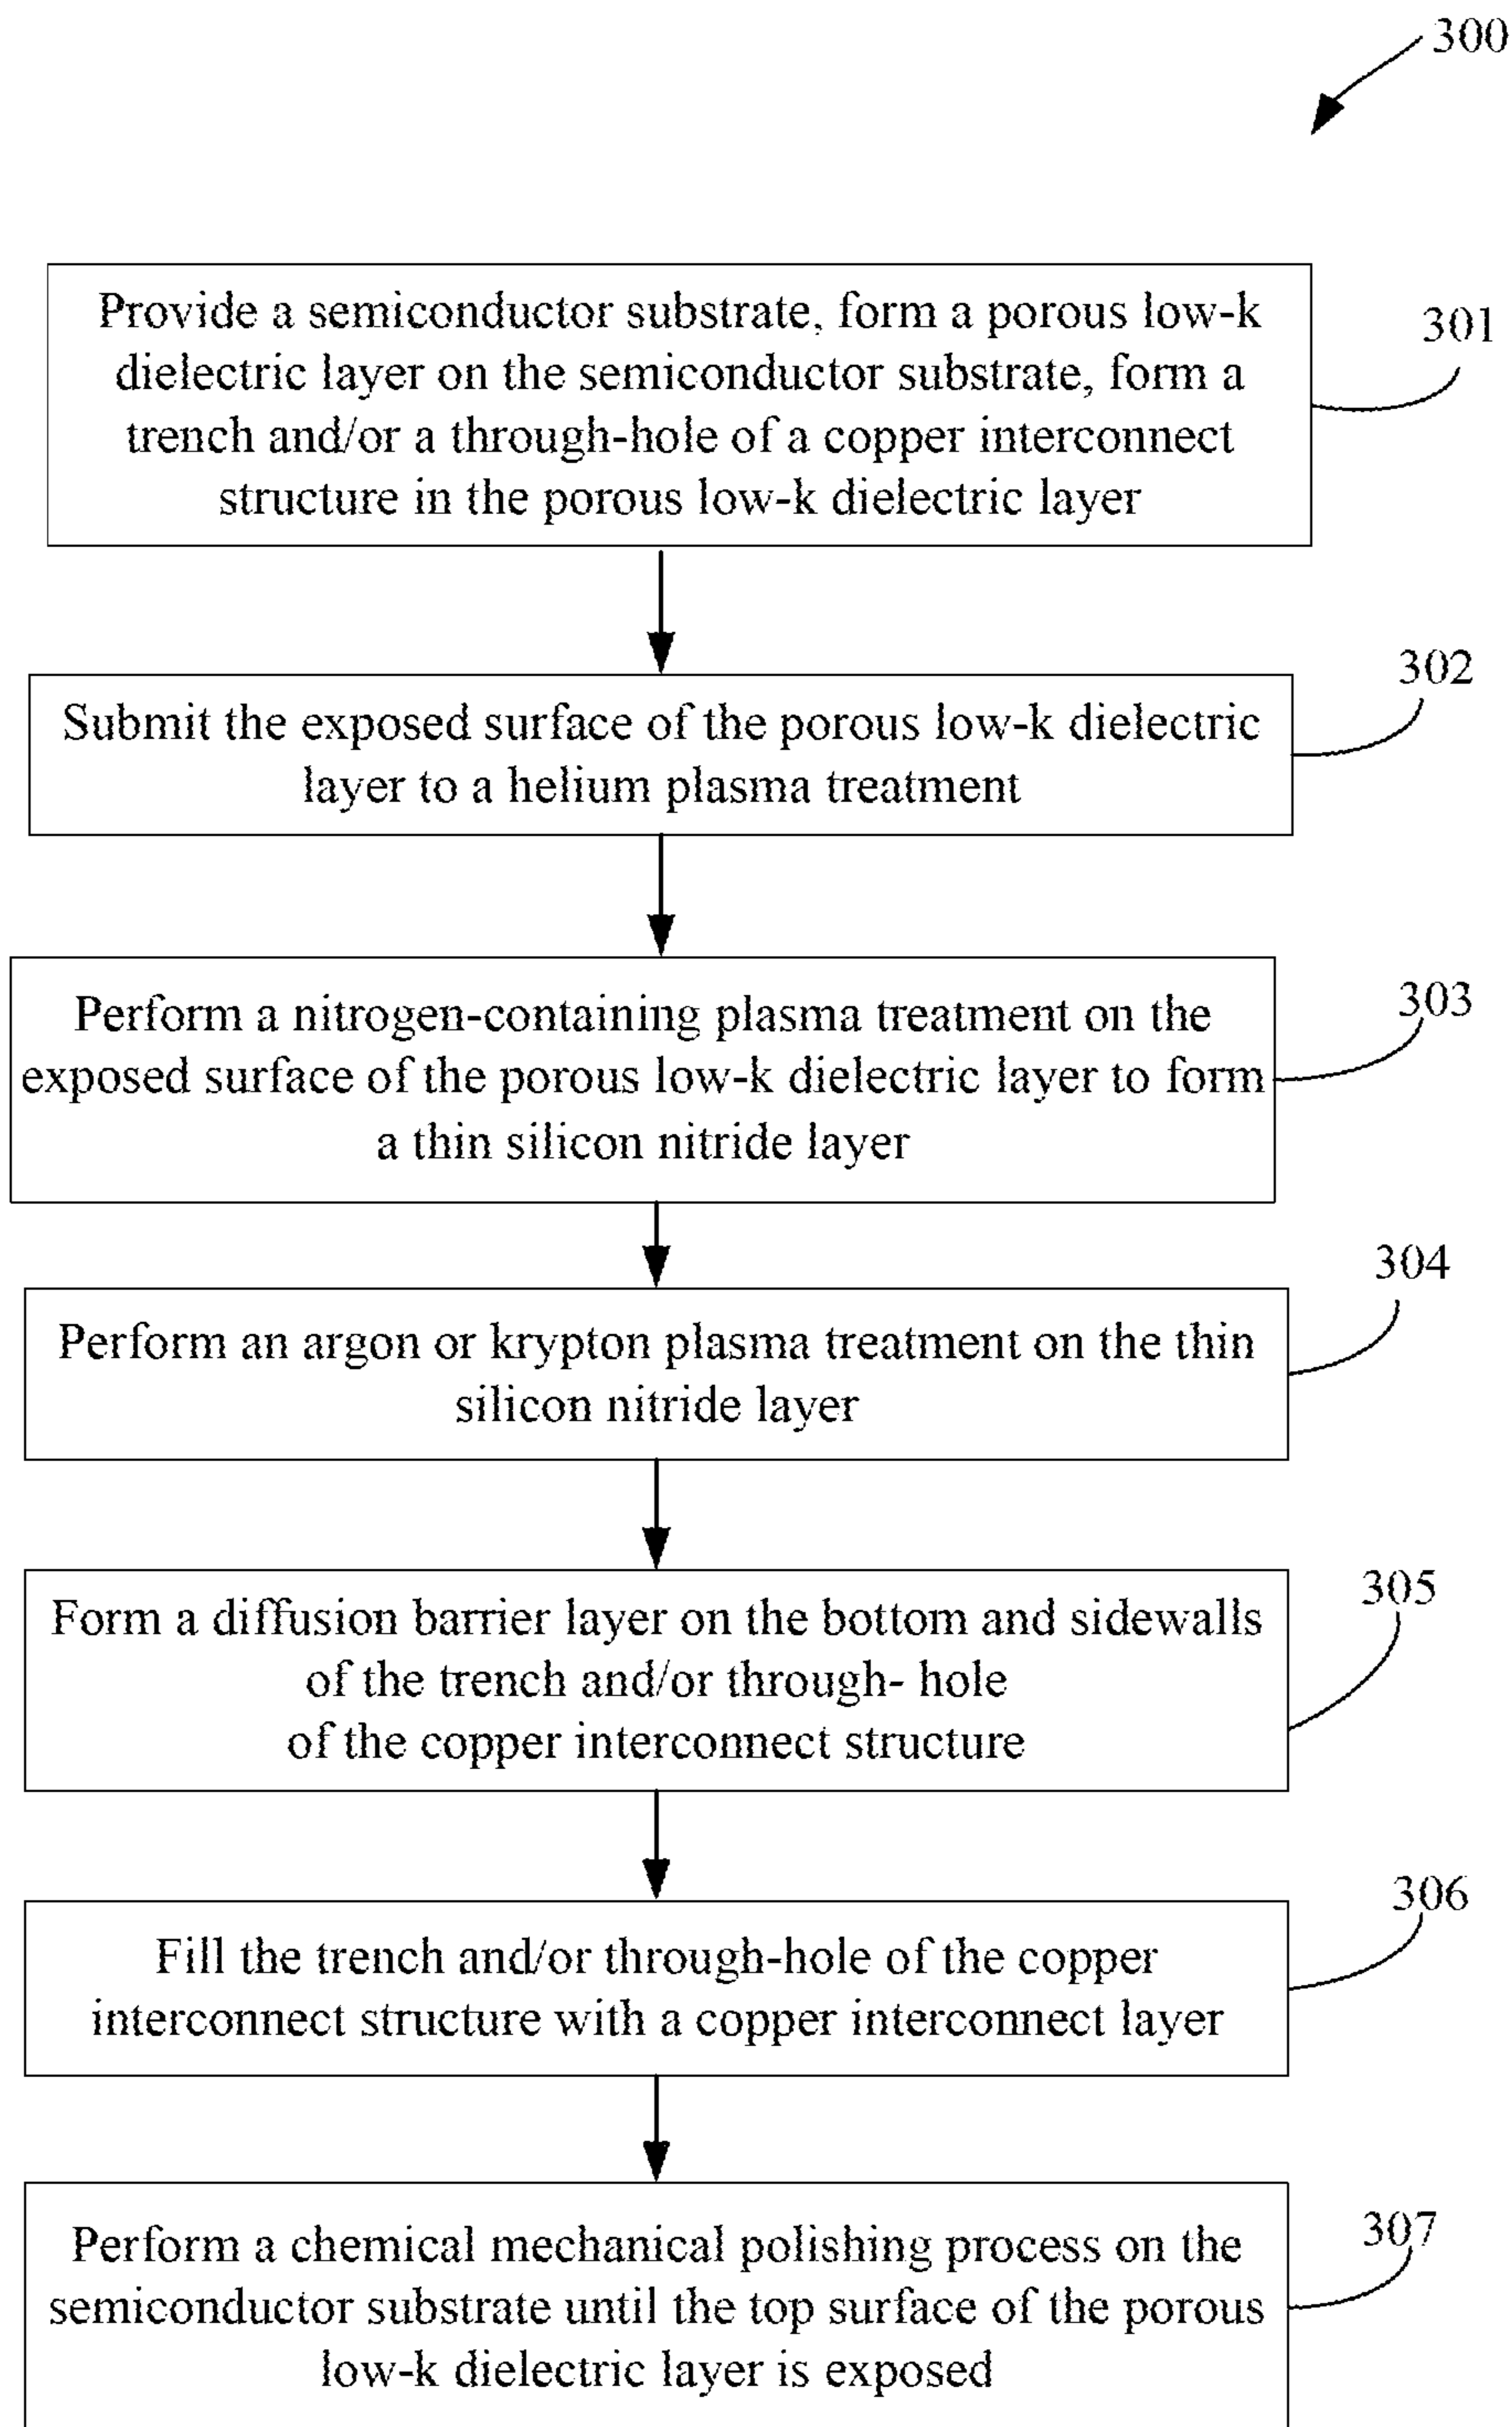 300
Provide a semiconductor substrate, form a porous low-k
dielectric layer on the semiconductor substrate, form a
trench and/or a through-hole of a copper interconnect
structure in the porous low-k dielectric layer
301
Submit the exposed surface of the porous low-k dielectric
layer to a helium plasma treatment
302
Perform a nitrogen-containing plasma treatment on the
exposed surface of the porous low-k dielectric layer to form
a thin silicon nitride layer
303
Perform an argon or krypton plasma treatment on the thin
silicon nitride layer
304
Form a diffusion barrier layer on the bottom and sidewalls
of the trench and/or through- hole
of the copper interconnect structure
305
Fill the trench and/or through-hole of the copper
interconnect structure with a copper interconnect layer
306
Perform a chemical mechanical polishing process on the
semiconductor substrate until the top surface of the porous
low-k dielectric layer is exposed
307